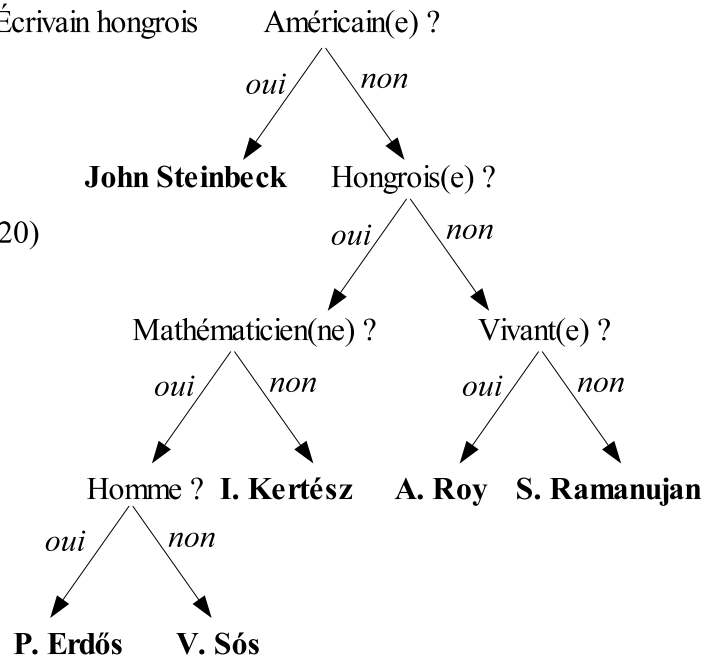 Écrivain hongrois Américain(e) ?
oui non
John Steinbeck Hongrois(e) ?
20)
oui non
Mathématicien(ne) ? Vivant(e) ?
oui non oui non
Homme ? I. Kertész A. Roy S. Ramanujan
oui non
P. Erdős V. Sós